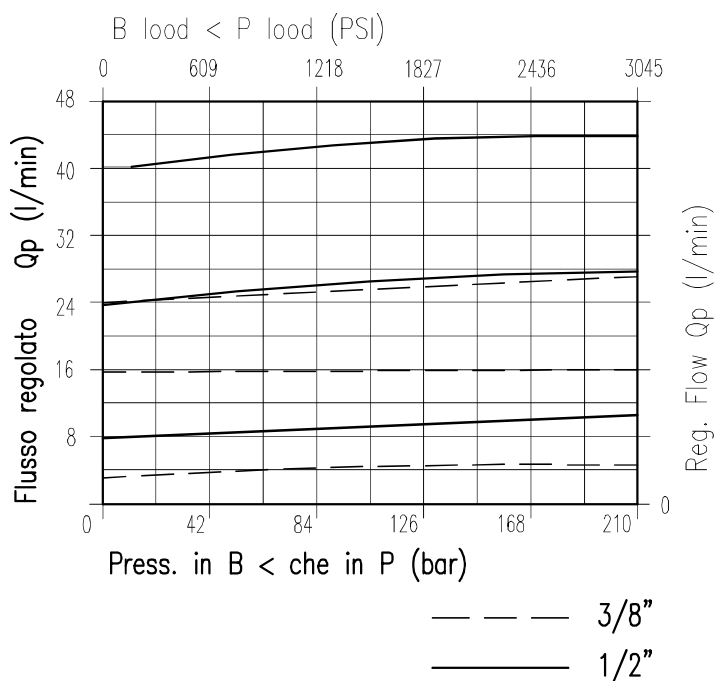 B lood < P lood (PSI)
0 609 1218 1827 2436 3045
48
40
32
24
16
8
0
0
42 84 126 168 210
Flusso regolato Qp (l/min)
Reg. Flow Qp (l/min)
Press. in B < che in P (bar)
3/8”
1/2”